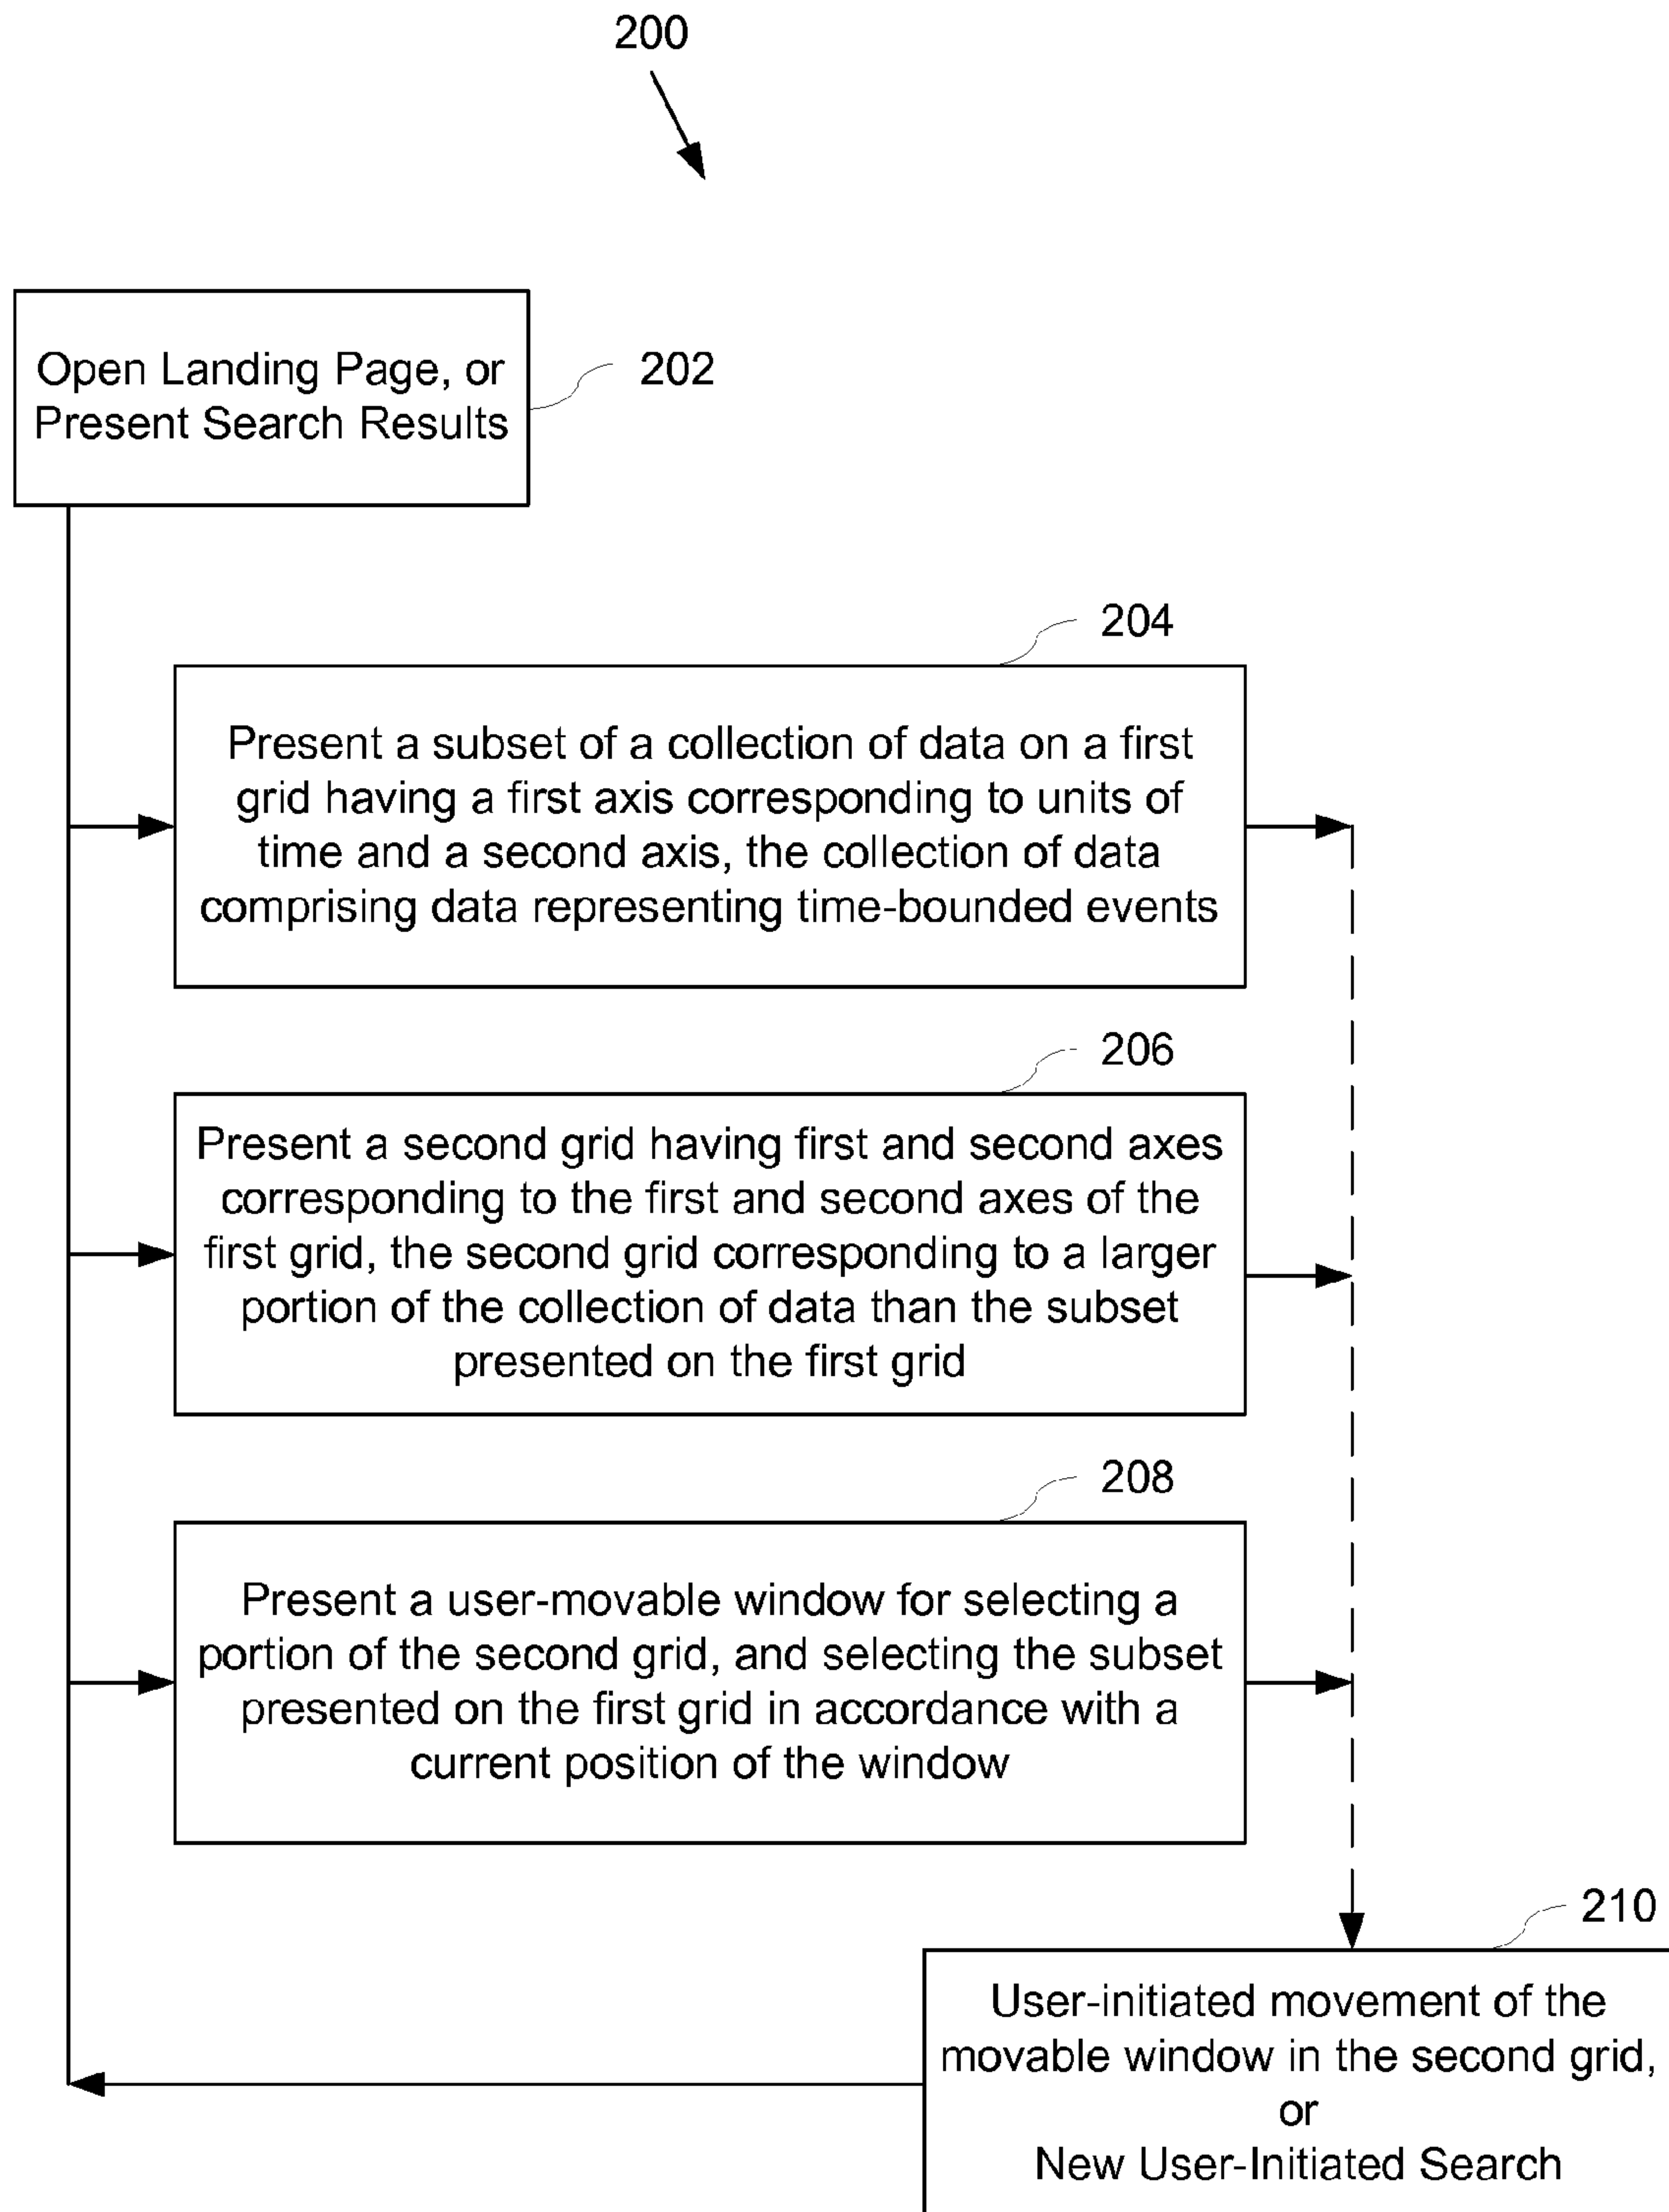 200
Open Landing Page, or
Present Search Results
202
204
Present a subset of a collection of data on a first
grid having a first axis corresponding to units of
time and a second axis, the collection of data
comprising data representing time-bounded events
206
Present a second grid having first and second axes
corresponding to the first and second axes of the
first grid, the second grid corresponding to a larger
portion of the collection of data than the subset
presented on the first grid
208
Present a user-movable window for selecting a
portion of the second grid, and selecting the subset
presented on the first grid in accordance with a
current position of the window
210
User-initiated movement of the
movable window in the second grid,
or
New User-Initiated Search